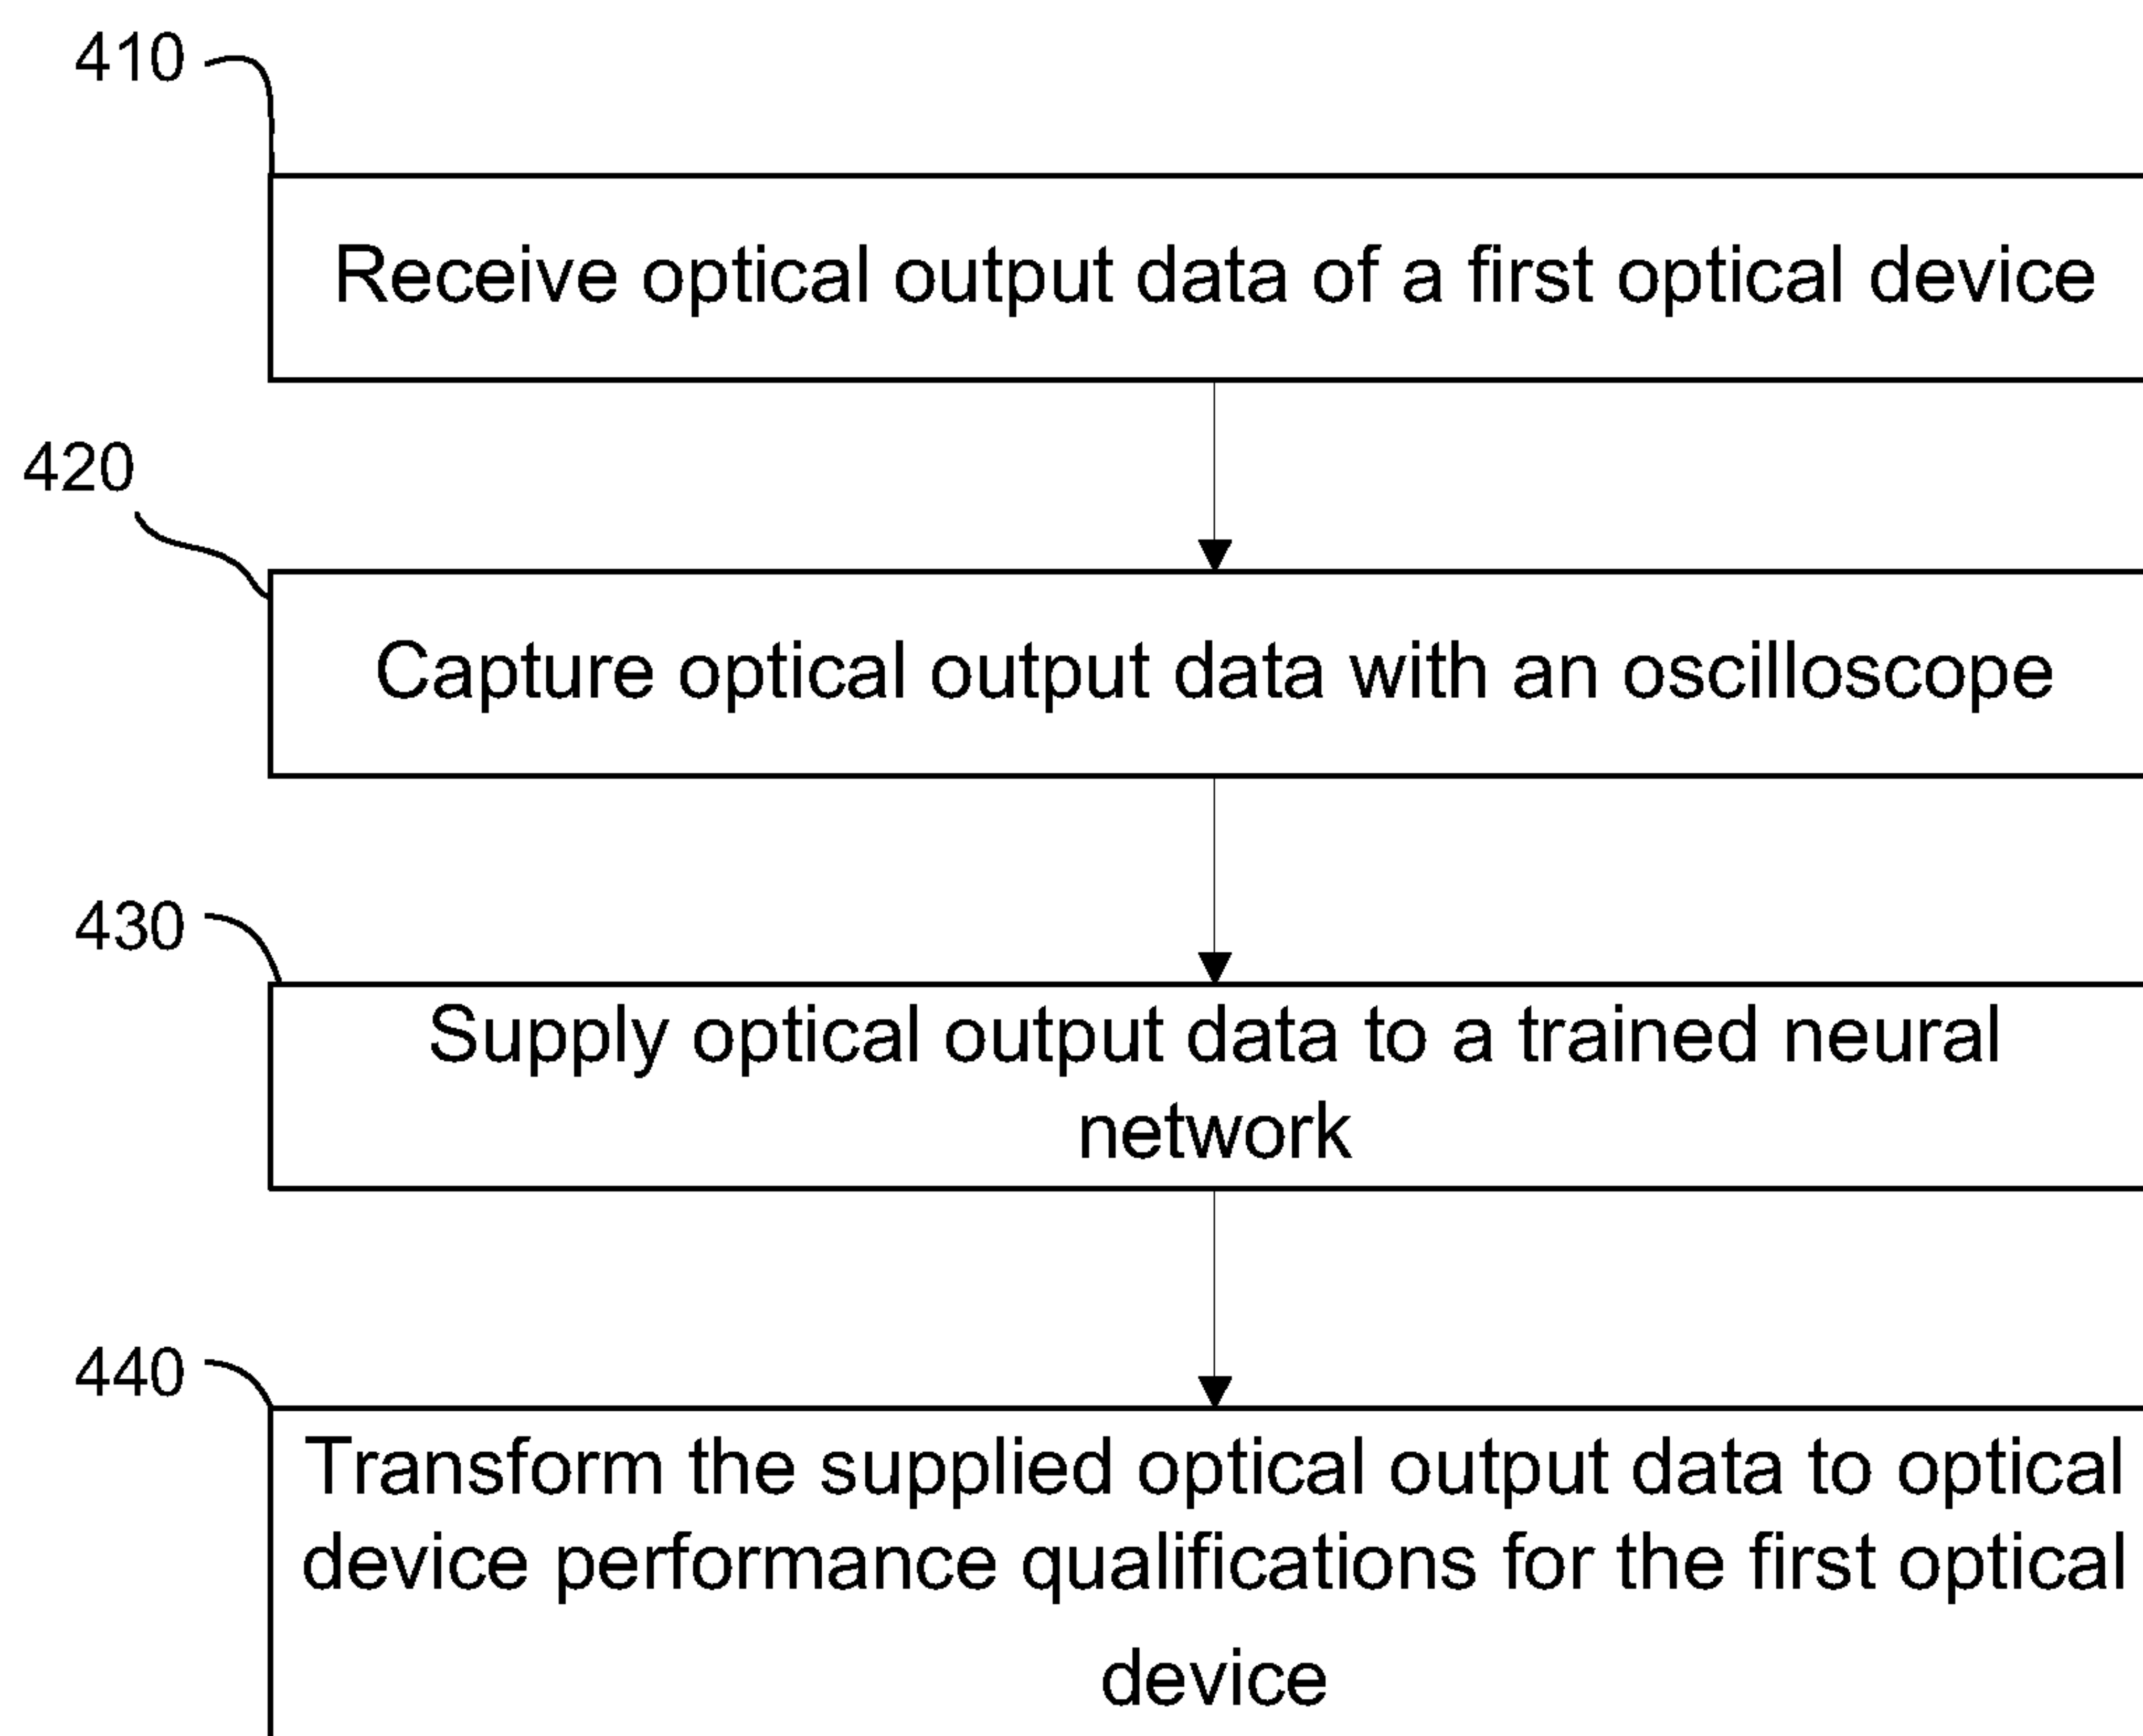 410
Receive optical output data of a first optical device
420
Capture optical output data with an oscilloscope
430
Supply optical output data to a trained neural
network
440
Transform the supplied optical output data to optical
device performance qualifications for the first optical
device